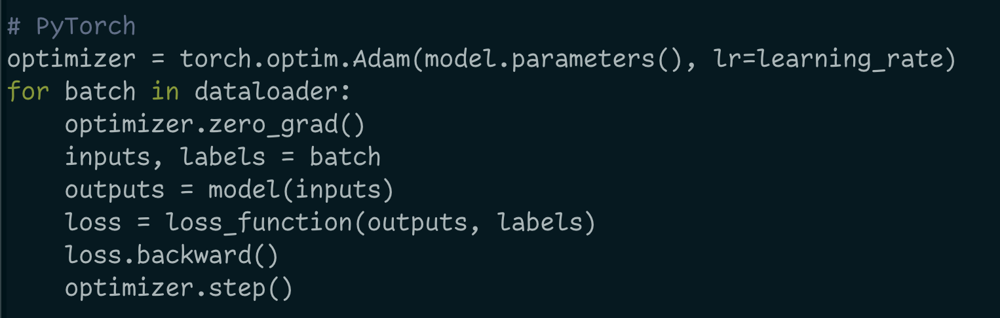 # PyTorch
optimizer = torch.optim.Adam(model.parameters(), lr=learning_rate)
for batch in dataloader:
    optimizer.zero_grad()
    inputs, labels = batch
    outputs = model(inputs)
    loss = loss_function(outputs, labels)
    loss.backward()
    optimizer.step()